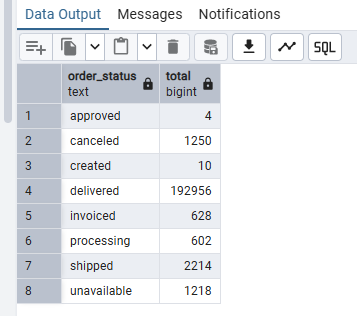 Data Output Messages Notifications
SQL
order_status total
text bigint
1 approved 4
2 canceled 1250
3 created 10
4 delivered 192956
5 invoiced 628
6 processing 602
7 shipped 2214
8 unavailable 1218